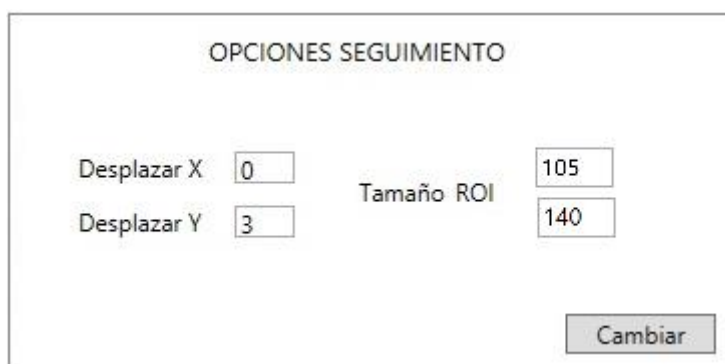 OPCIONES SEGUIMIENTO
Desplazar X 0
Desplazar Y 3
Tamaño ROI
105
140
Cambiar